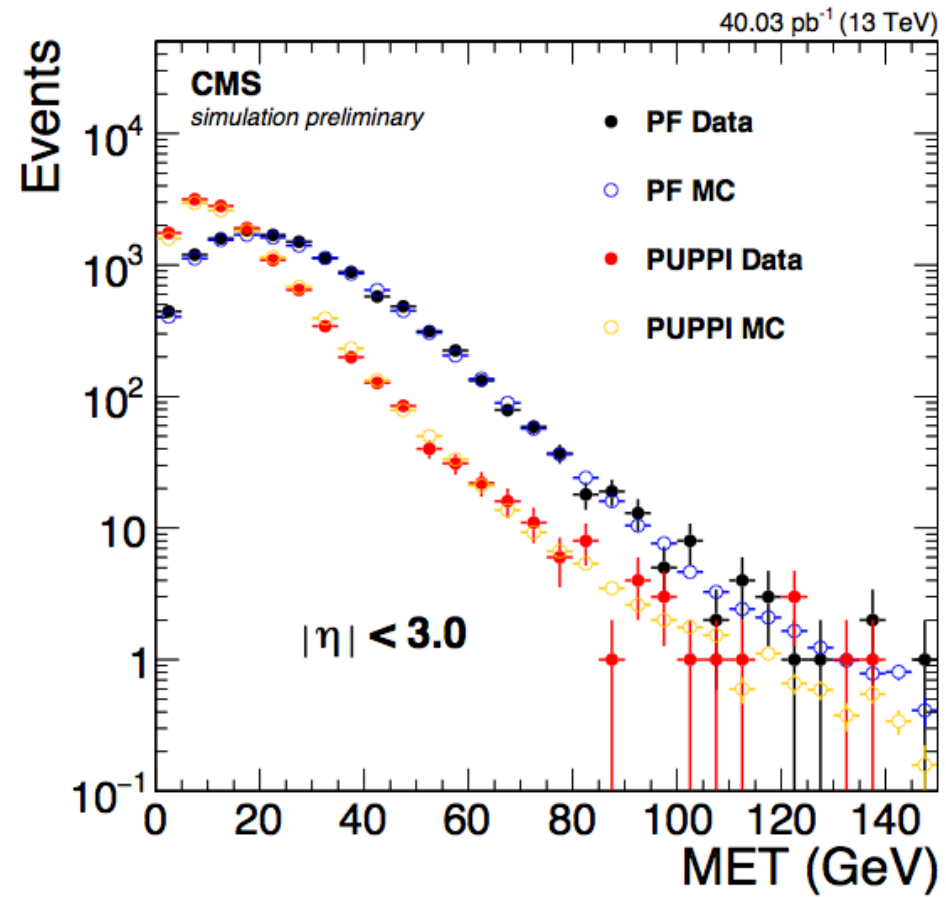 40.03 pb⁻¹ (13 TeV)
Events
CMS
simulation preliminary
PF Data
PF MC
PUPPI Data
PUPPI MC
|η| < 3.0
10⁴
10³
10²
10
1
10⁻¹
0 20 40 60 80 100 120 140
MET (GeV)